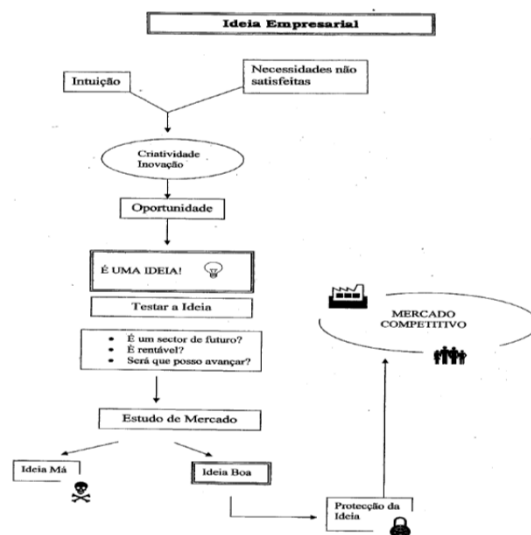 Ideia Empresarial
Intuição
Necessidades não
satisfeitas
Criatividade
Inovação
Oportunidade
É UMA IDEIA!
Testar a Ideia
É um sector de futuro?
É rentável?
Será que posso avançar?
MERCADO
COMPETITIVO
Estudo de Mercado
Ideia Má
Ideia Boa
Protecção da
Ideia